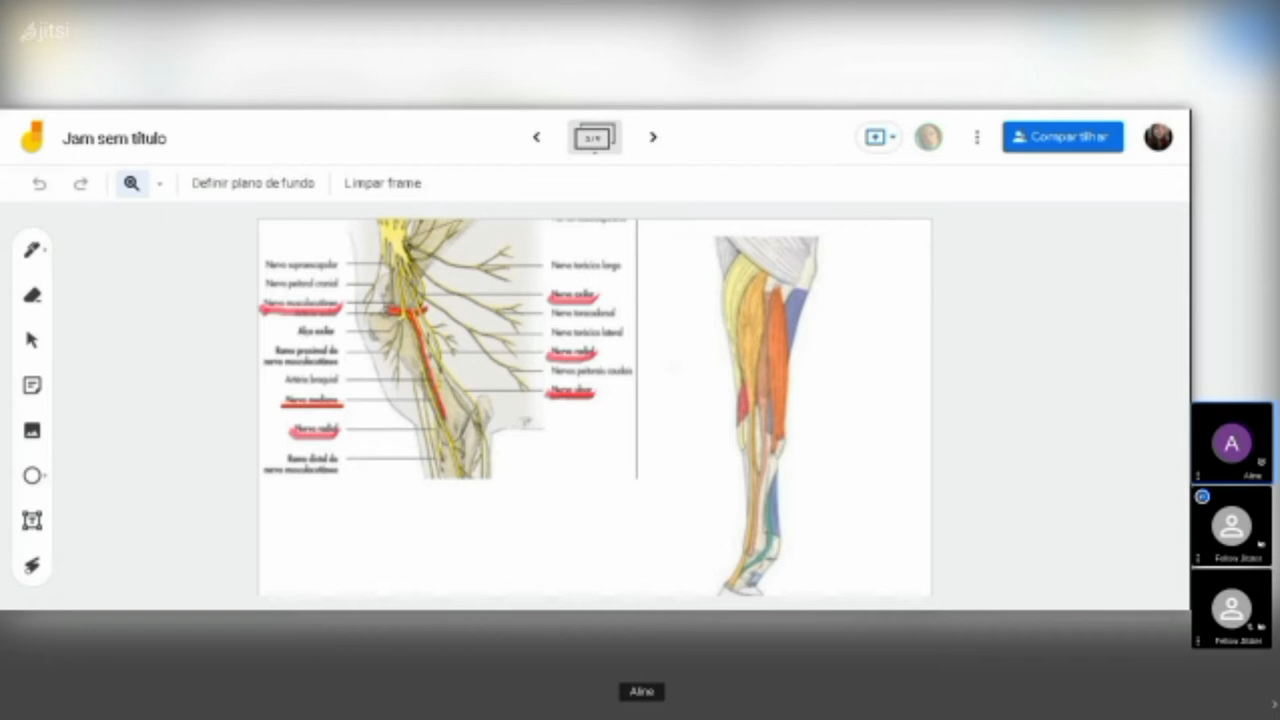 jitsi
Jam sem título
Compartilhar
Definir plano de fundo
Limpar frame
Nervo supraescapular
Nervo peitoral cranial
Nervo musculocutâneo
Alça axilar
Ramo proximal do
nervo musculocutâneo
Artéria braquial
Nervo mediano
Nervo radial
Ramo distal do
nervo musculocutâneo
Nervo torácico longo
Nervo axilar
Nervo toracodorsal
Nervo torácico lateral
Nervo radial
Nervos peitorais caudais
Nervo ulnar
A
Aline
Aline